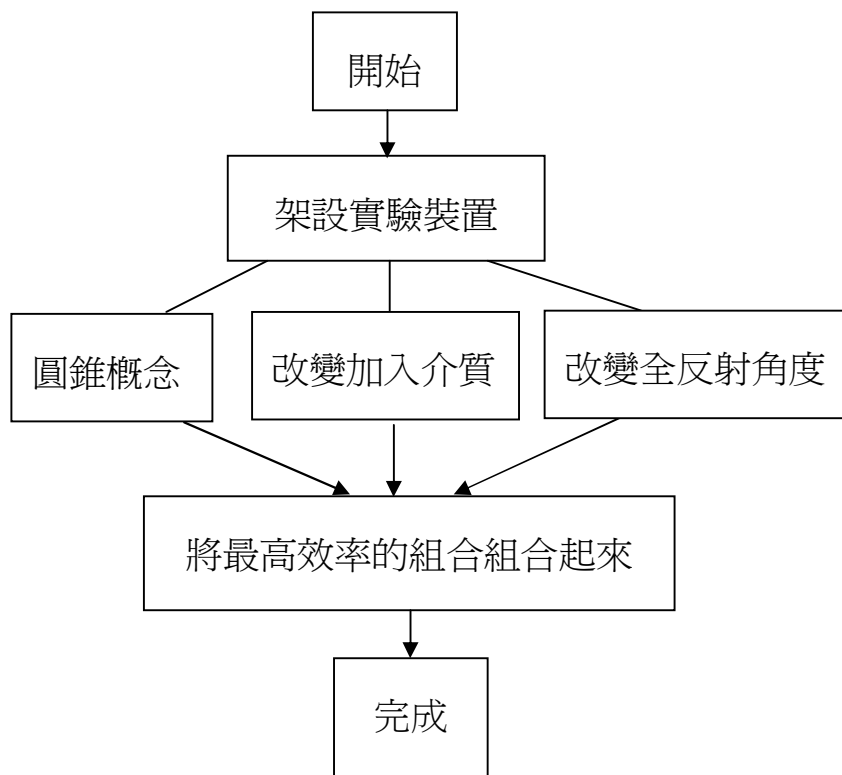 開始
架設實驗裝置
圓錐概念
改變加入介質
改變全反射角度
將最高效率的組合組合起來
完成